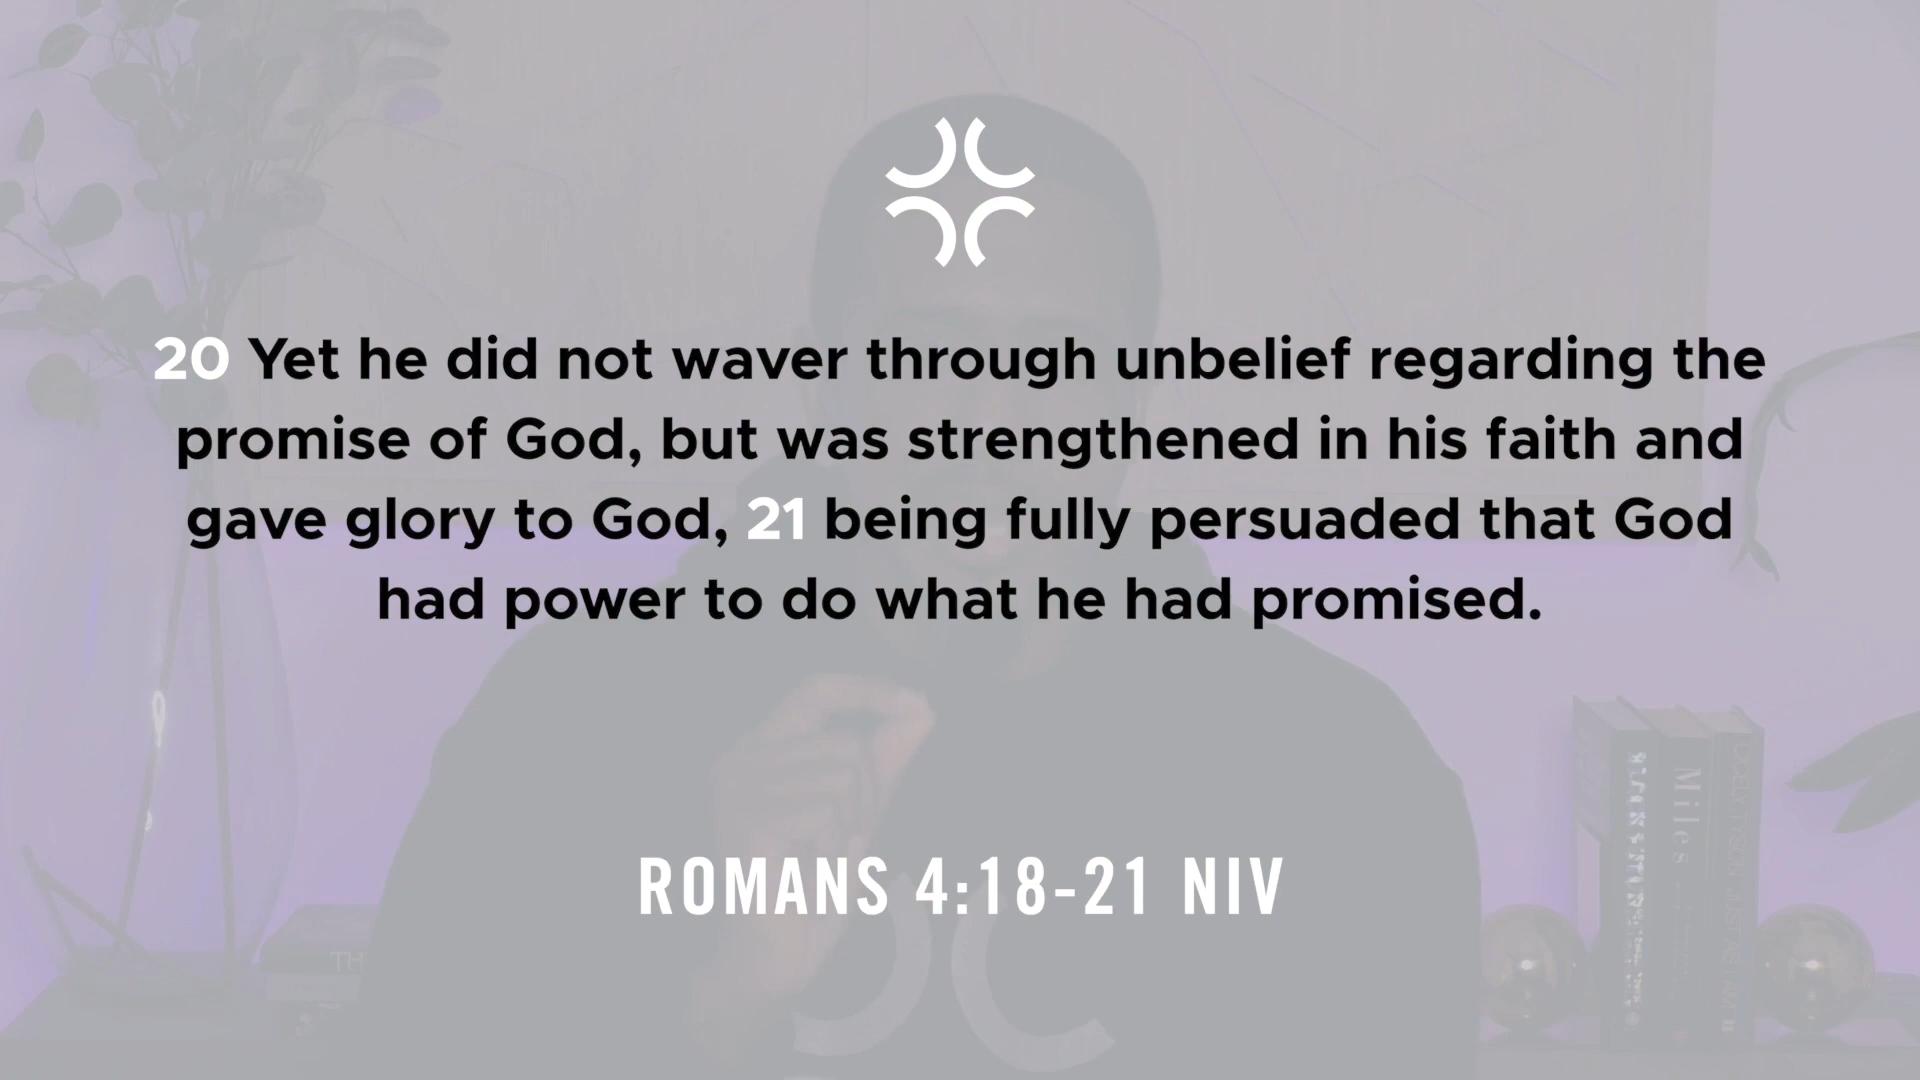 20 Yet he did not waver through unbelief regarding the
promise of God, but was strengthened in his faith and
gave glory to God, 21 being fully persuaded that God
had power to do what he had promised.
ROMANS 4:18-21 NIV
TH
Miles